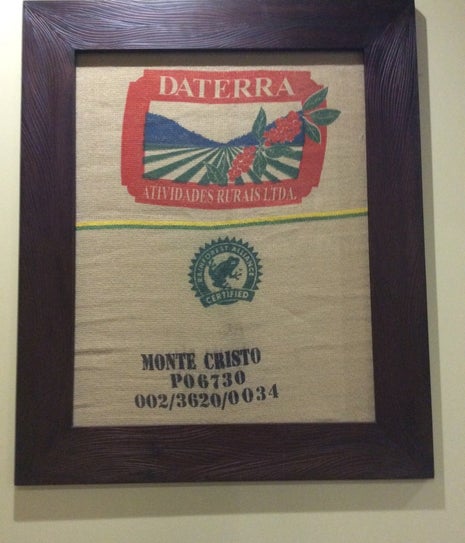 DATERRA
ATIVIDADES RURAIS LTDA.
RAINFOREST ALLIANCE
CERTIFIED
MONTE CRISTO
PO6730
002/3620/0034